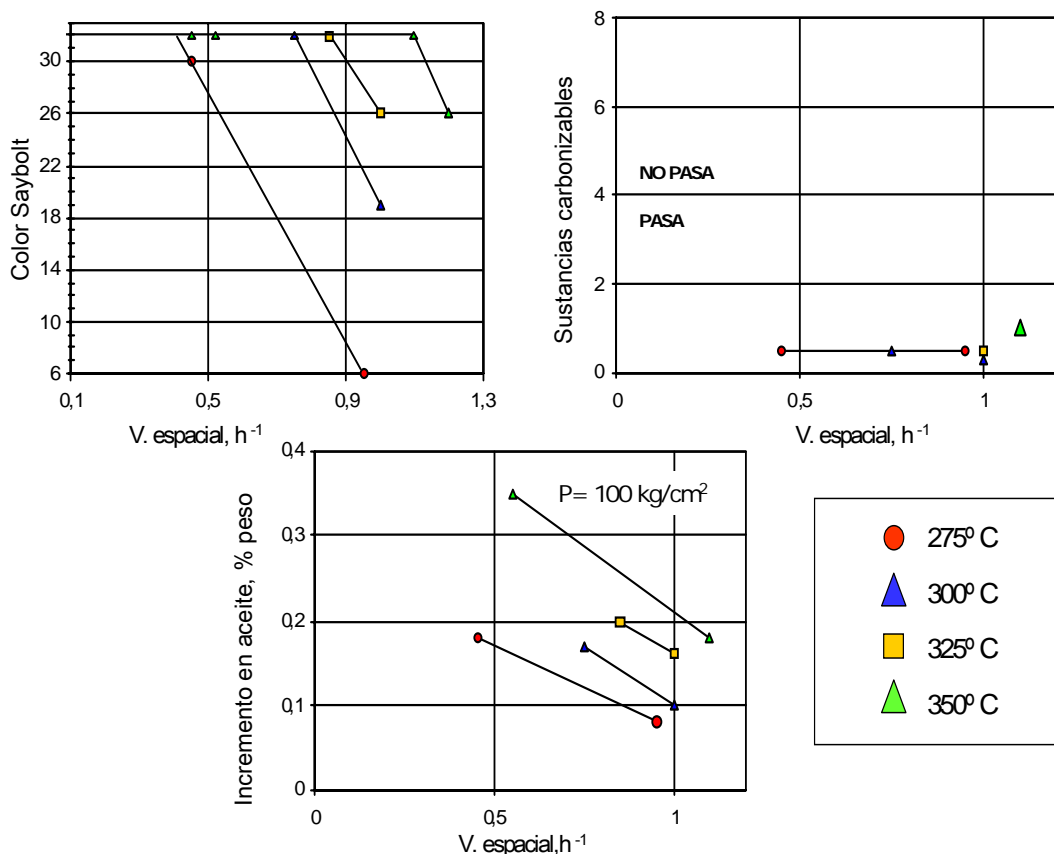 Color Saybolt
30
26
22
18
14
10
6
0,1
0,5
0,9
1,3
V. espacial, h⁻¹
Sustancias carbonizables
8
6
4
2
0
NO PASA
PASA
0
0,5
1
V. espacial, h⁻¹
Incremento en aceite, % peso
0,4
0,3
0,2
0,1
0
P= 100 kg/cm²
0
0,5
1
V. espacial,h⁻¹
275º C
300º C
325º C
350º C